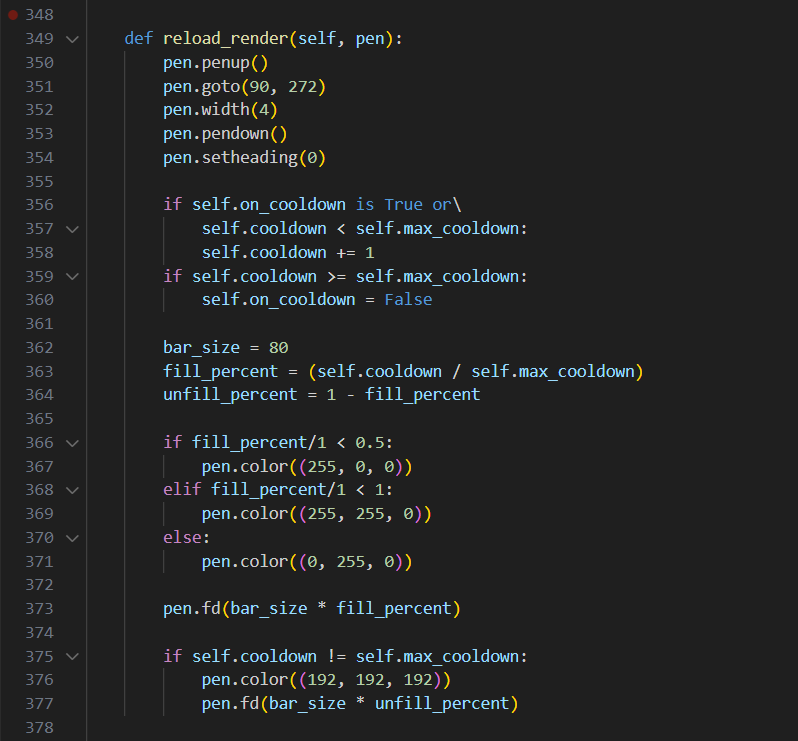 348
349 def reload_render(self, pen):
350 pen.penup()
351 pen.goto(90, 272)
352 pen.width(4)
353 pen.pendown()
354 pen.setheading(0)
355
356 if self.on_cooldown is True or\
357 self.cooldown < self.max_cooldown:
358 self.cooldown += 1
359 if self.cooldown >= self.max_cooldown:
360 self.on_cooldown = False
361
362 bar_size = 80
363 fill_percent = (self.cooldown / self.max_cooldown)
364 unfill_percent = 1 - fill_percent
365
366 if fill_percent/1 < 0.5:
367 pen.color((255, 0, 0))
368 elif fill_percent/1 < 1:
369 pen.color((255, 255, 0))
370 else:
371 pen.color((0, 255, 0))
372
373 pen.fd(bar_size * fill_percent)
374
375 if self.cooldown != self.max_cooldown:
376 pen.color((192, 192, 192))
377 pen.fd(bar_size * unfill_percent)
378